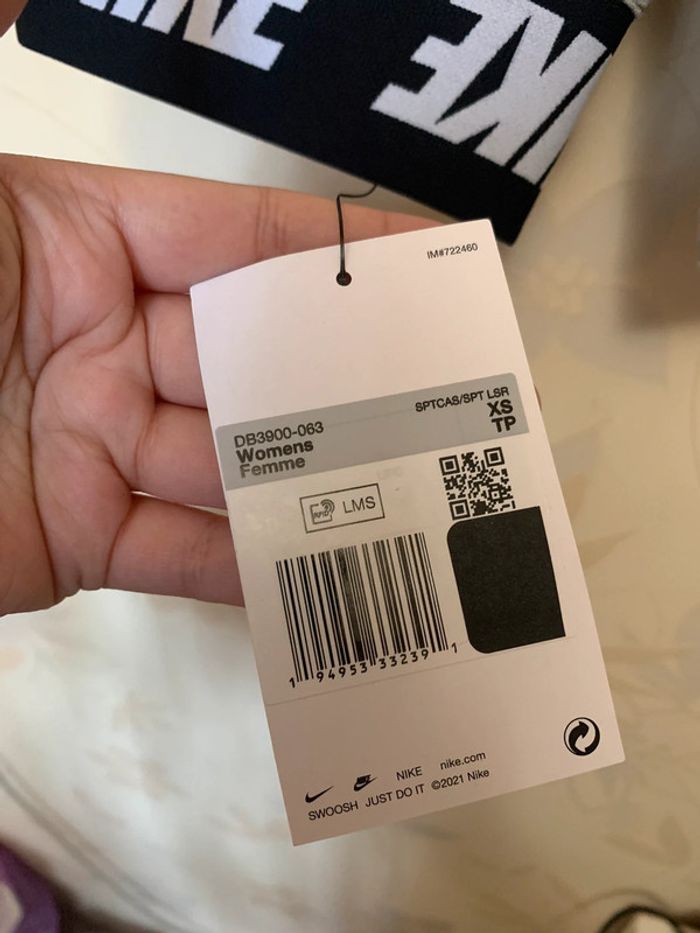 NIKE
IM#722460
DB3900-063
SPTCAS/SPT LSR
Womens
XS
Femme
TP
RFID
LMS
1 94953 33239 1
NIKE nike.com
SWOOSH JUST DO IT ©2021 Nike